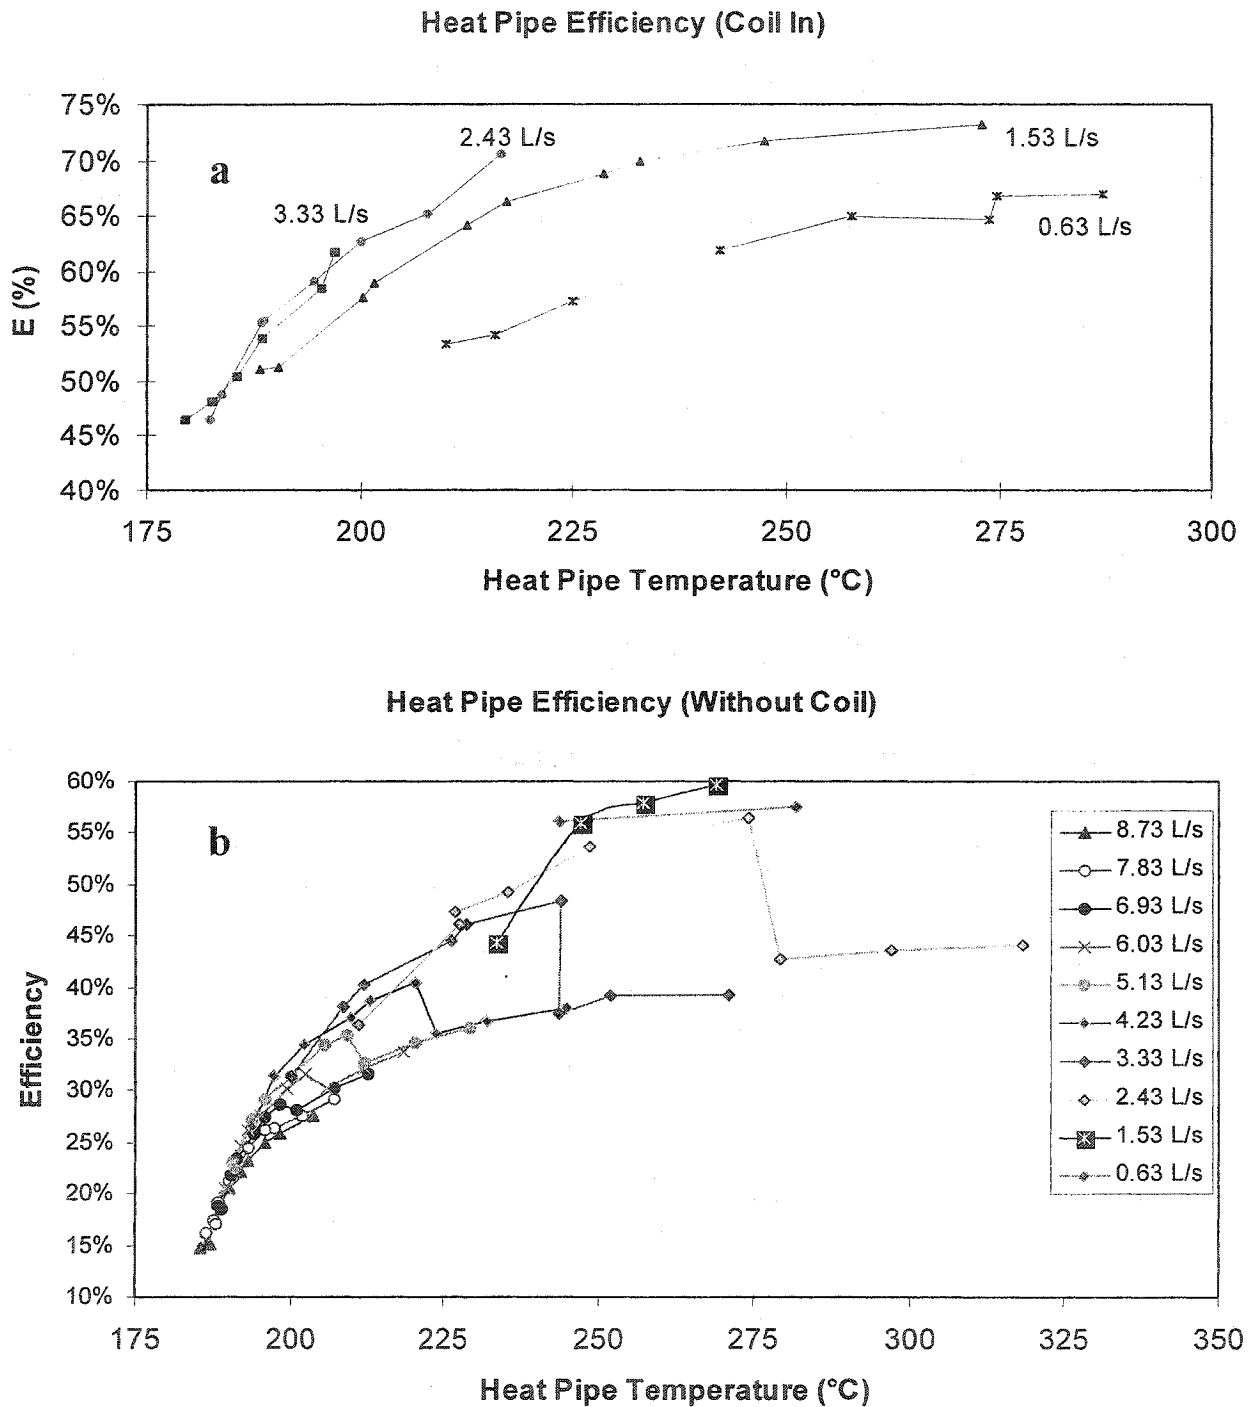 Heat Pipe Efficiency (Coil In)
75%
70%
65%
60%
55%
50%
45%
40%
E (%)
a
2.43 L/s
1.53 L/s
3.33 L/s
0.63 L/s
175 200 225 250 275 300
Heat Pipe Temperature (°C)
Heat Pipe Efficiency (Without Coil)
60%
55%
50%
45%
40%
35%
30%
25%
20%
15%
10%
Efficiency
b
8.73 L/s
7.83 L/s
6.93 L/s
6.03 L/s
5.13 L/s
4.23 L/s
3.33 L/s
2.43 L/s
1.53 L/s
0.63 L/s
175 200 225 250 275 300 325 350
Heat Pipe Temperature (°C)